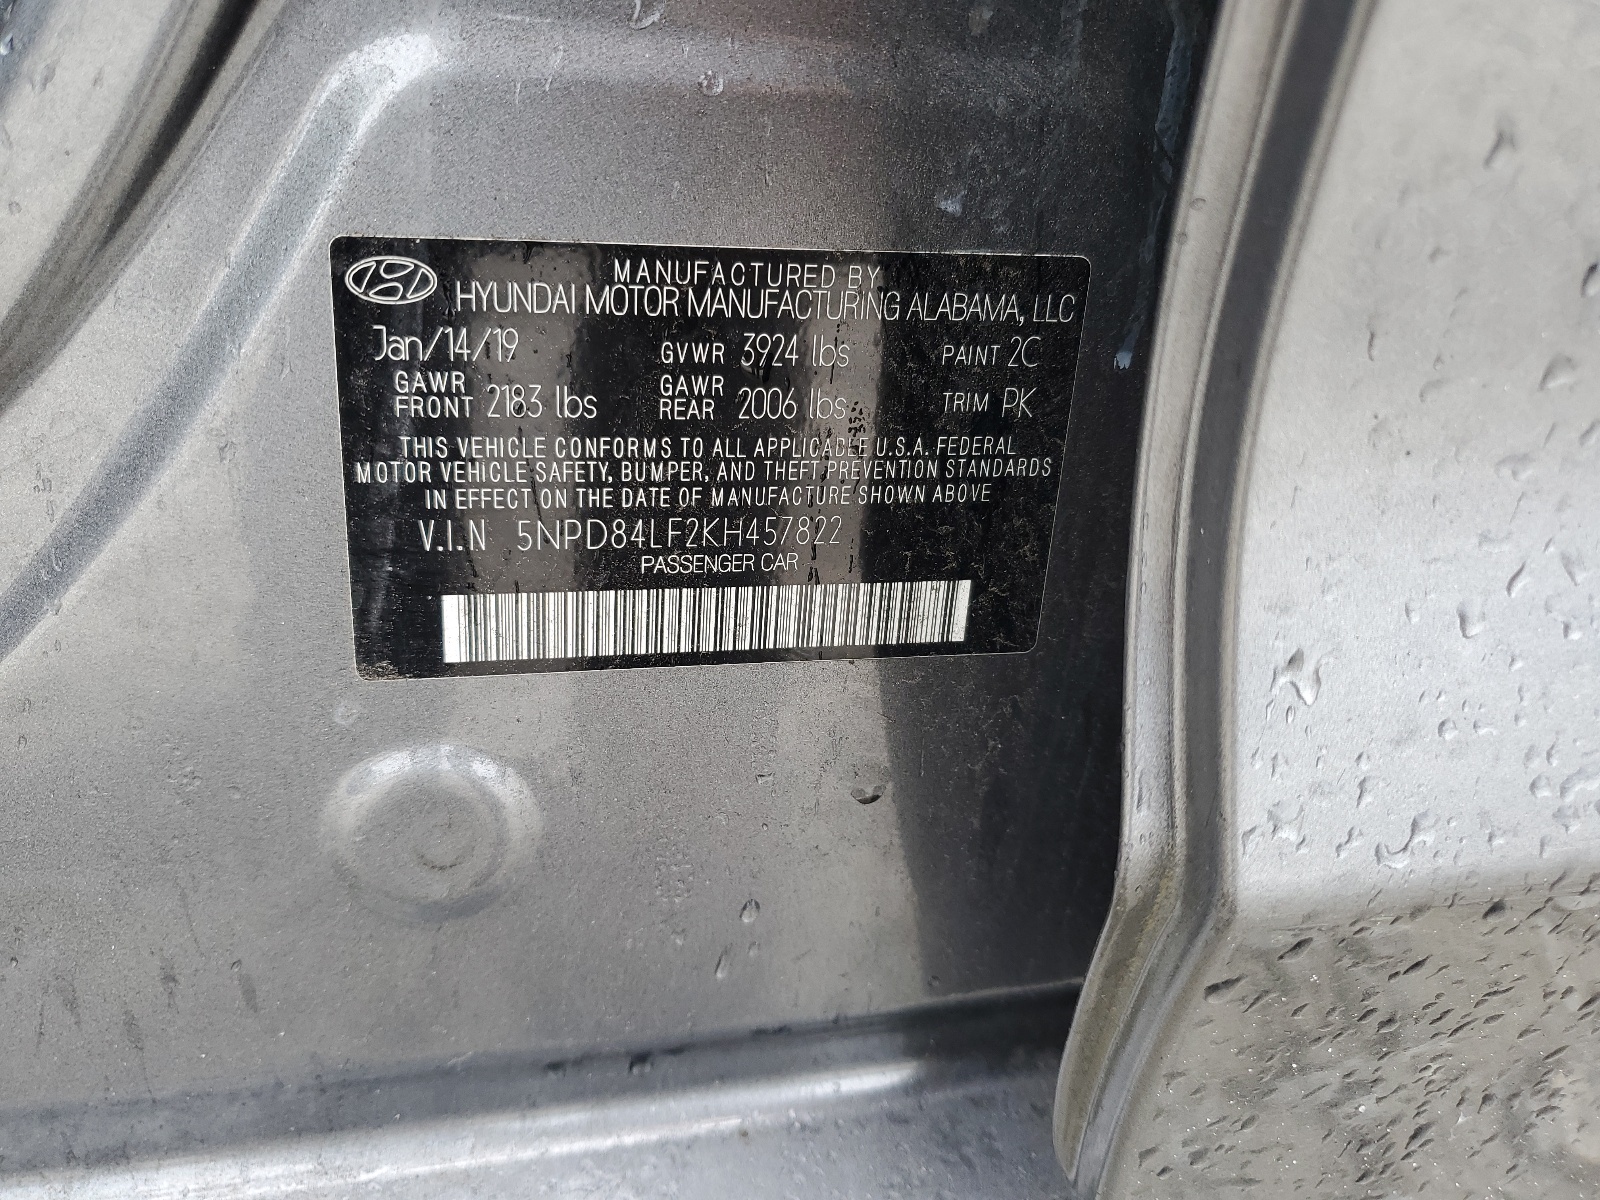 MANUFACTURED BY
HYUNDAI MOTOR MANUFACTURING ALABAMA, LLC
Jan/14/19 GVWR 3924 lbs PAINT 2C
GAWR FRONT 2183 lbs GAWR REAR 2006 lbs TRIM PK
THIS VEHICLE CONFORMS TO ALL APPLICABLE U.S.A. FEDERAL
MOTOR VEHICLE SAFETY, BUMPER, AND THEFT PREVENTION STANDARDS
IN EFFECT ON THE DATE OF MANUFACTURE SHOWN ABOVE
V.I.N 5NPD84LF2KH457822
PASSENGER CAR